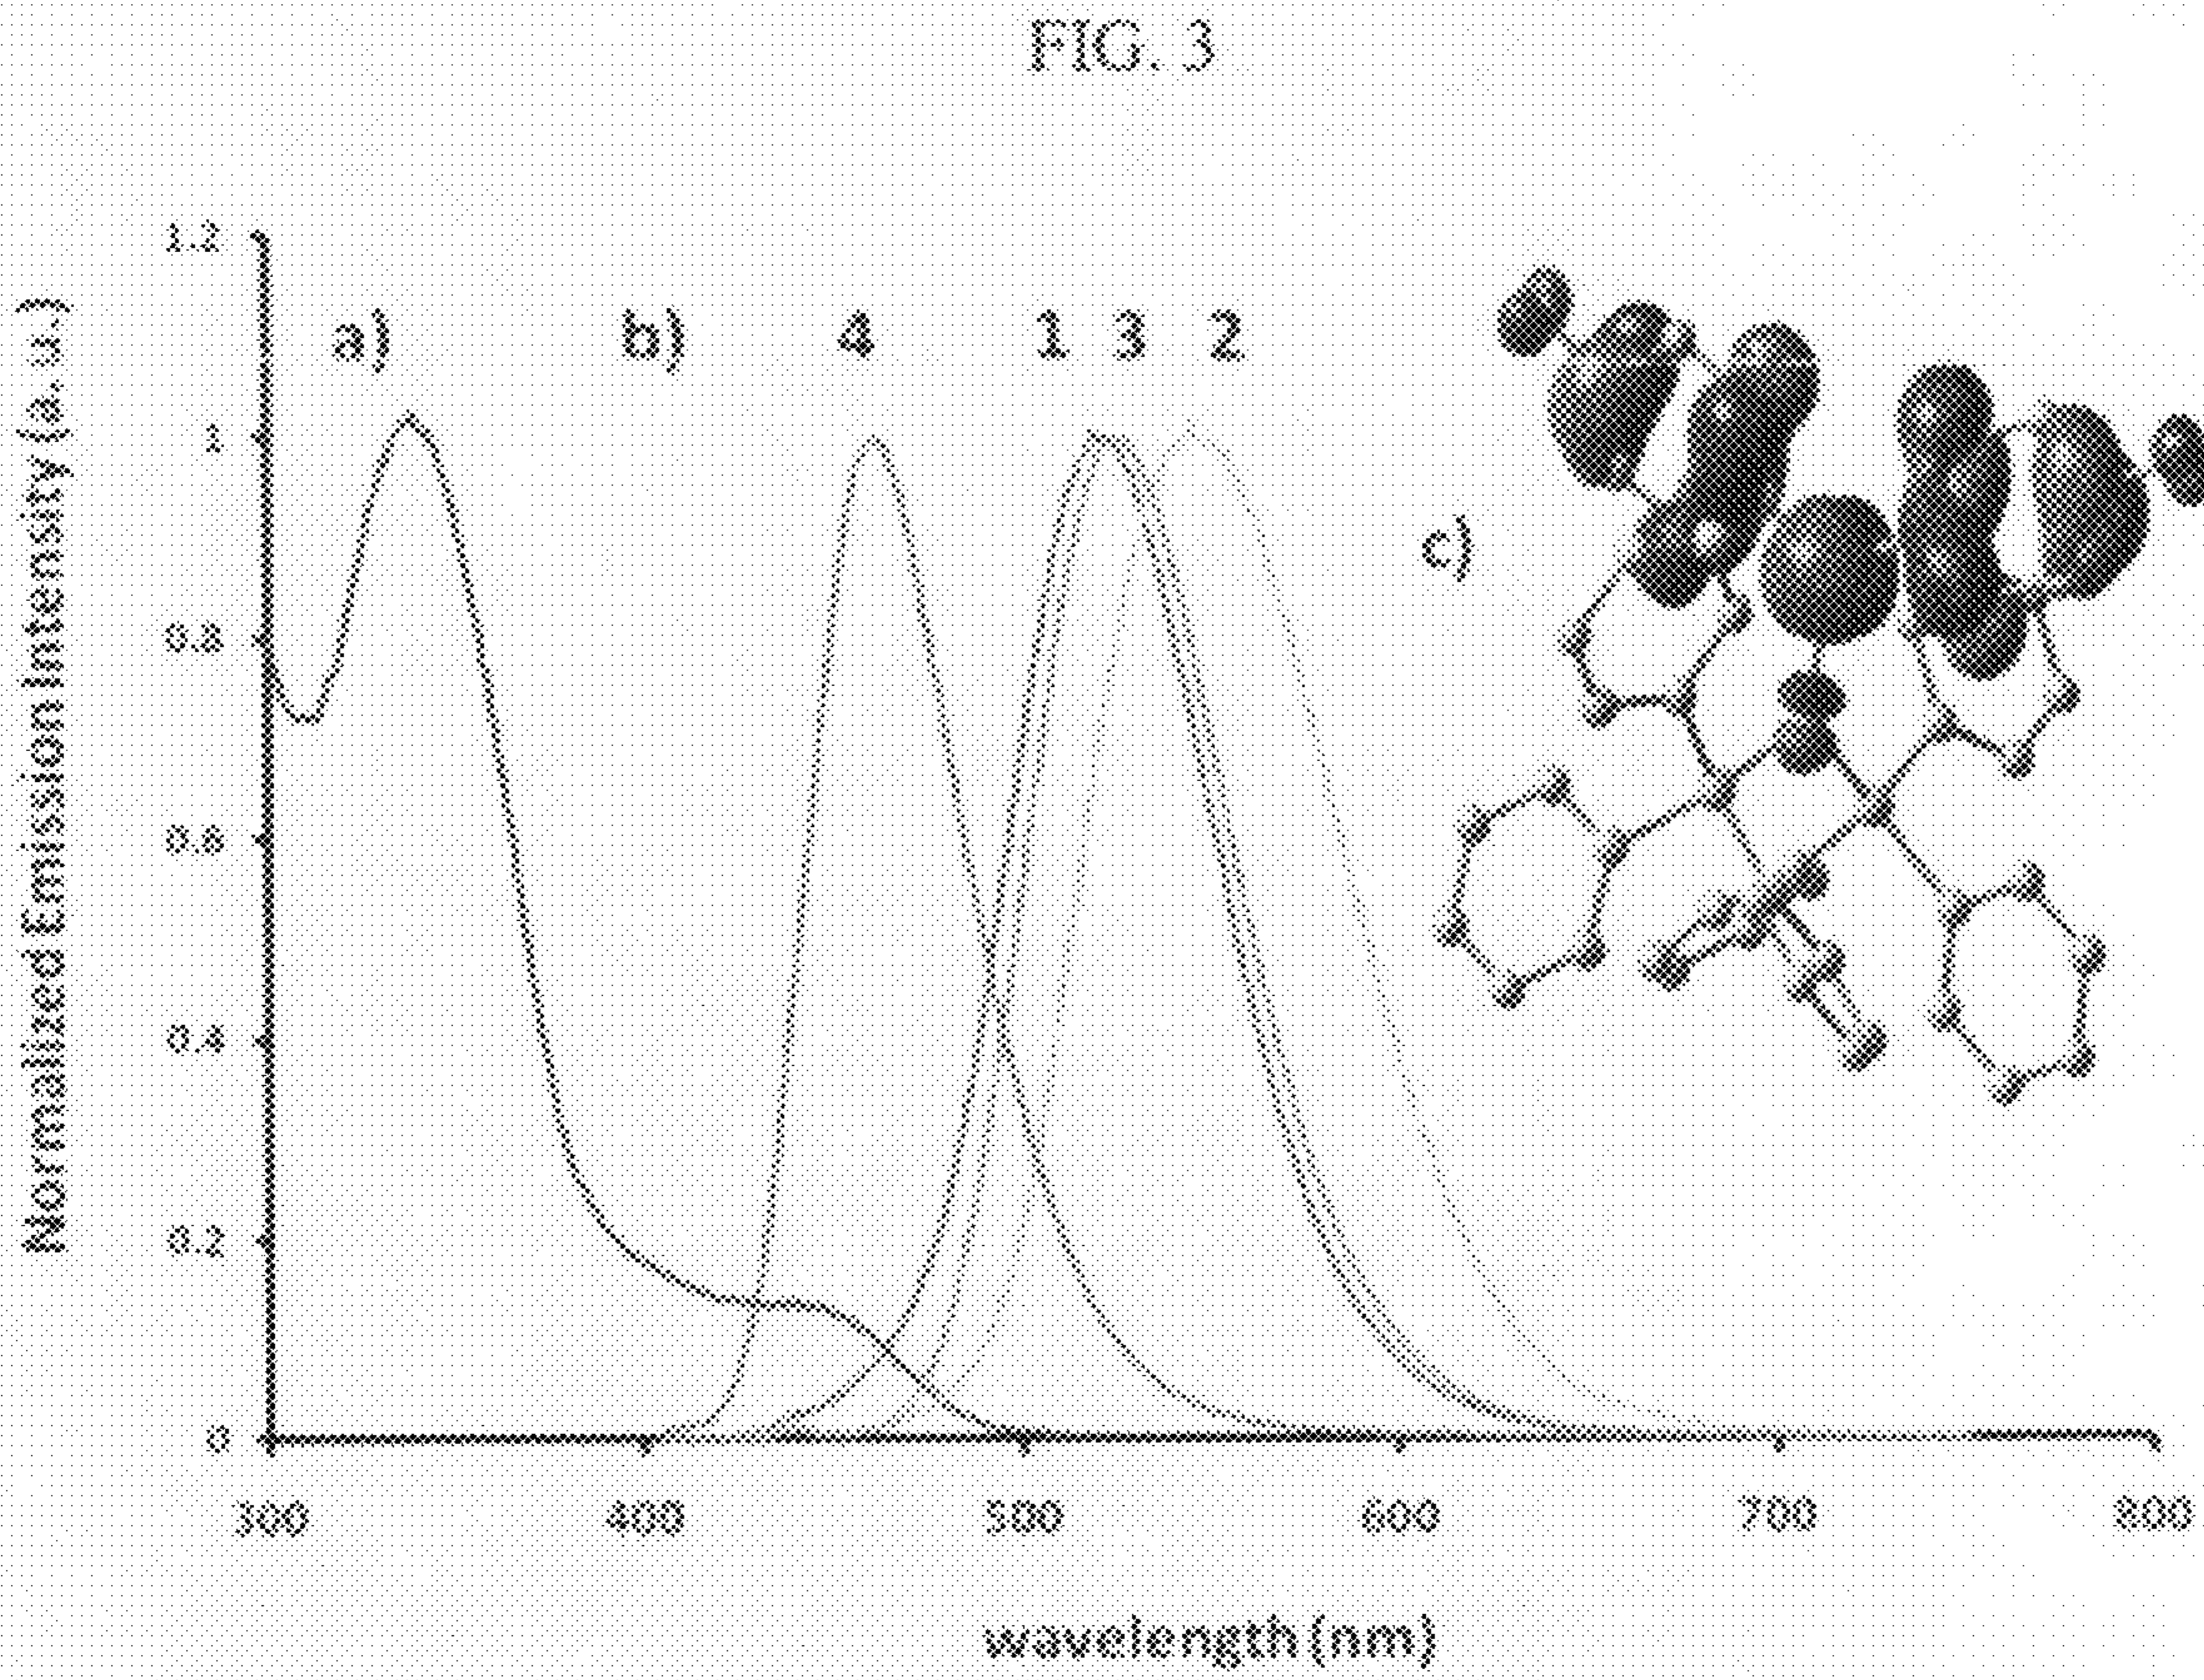 FIG. 3
1.2
a) b) 4 1 3 2
1
c)
0.8
0.6
0.4
0.2
0
300 400 500 600 700 800
Normalized Emission Intensity (a. u.)
wavelength (nm)